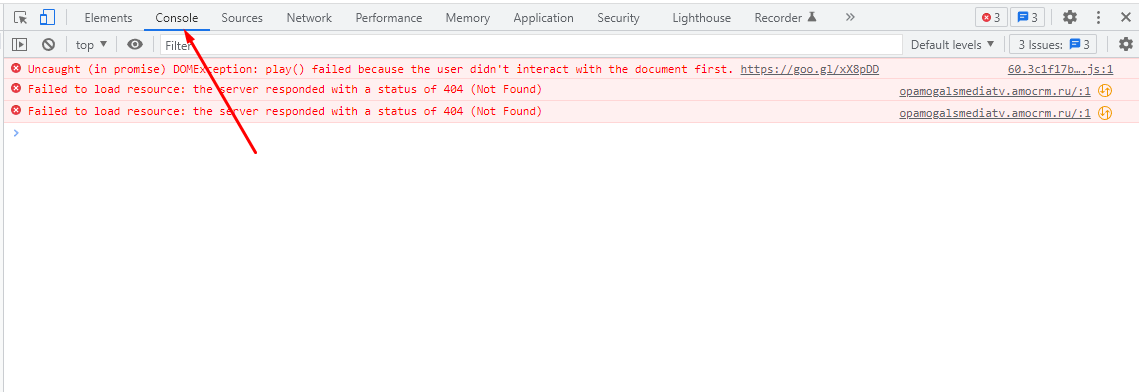 Elements Console Sources Network Performance Memory Application Security Lighthouse Recorder 3 3
top Filter Default levels 3 Issues: 3
Uncaught (in promise) DOMException: play() failed because the user didn't interact with the document first. https://goo.gl/xX8pDD 60.3c1f17b….js:1
Failed to load resource: the server responded with a status of 404 (Not Found) opamogalsmediatv.amocrm.ru/:1
Failed to load resource: the server responded with a status of 404 (Not Found) opamogalsmediatv.amocrm.ru/:1